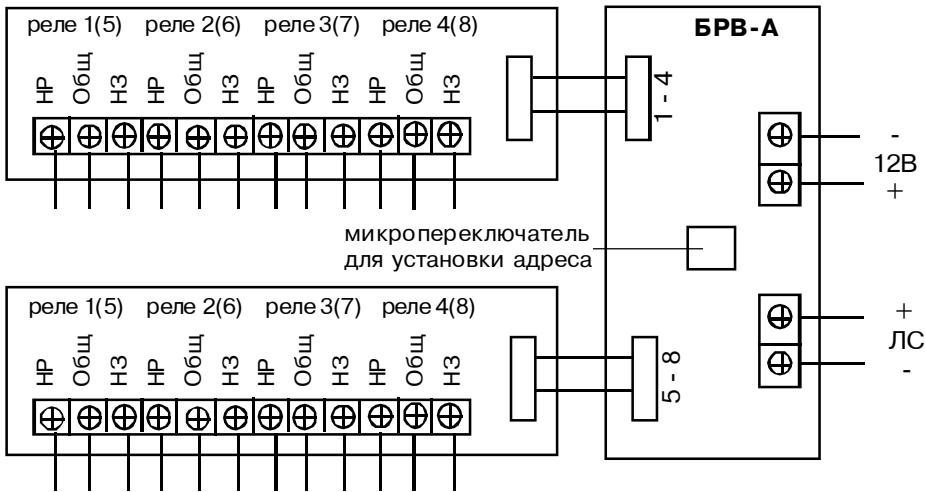 реле 1(5) реле 2(6) реле 3(7) реле 4(8)
НР Общ НЗ НР Общ НЗ НР Общ НЗ НР Общ НЗ
1 - 4
БРВ-А
-
12В
+
микропереключатель
для установки адреса
реле 1(5) реле 2(6) реле 3(7) реле 4(8)
НР Общ НЗ НР Общ НЗ НР Общ НЗ НР Общ НЗ
5 - 8
+
ЛС
-